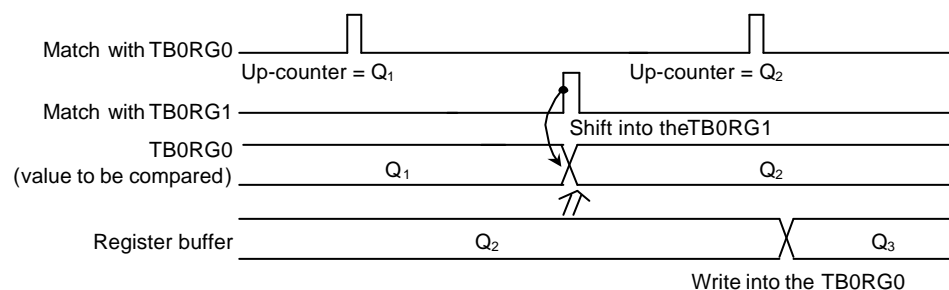 Match with TB0RG0
Up-counter = Q₁
Up-counter = Q₂
Match with TB0RG1
Shift into theTB0RG1
TB0RG0
(value to be compared)
Q₁
Q₂
Register buffer
Q₂
Q₃
Write into the TB0RG0